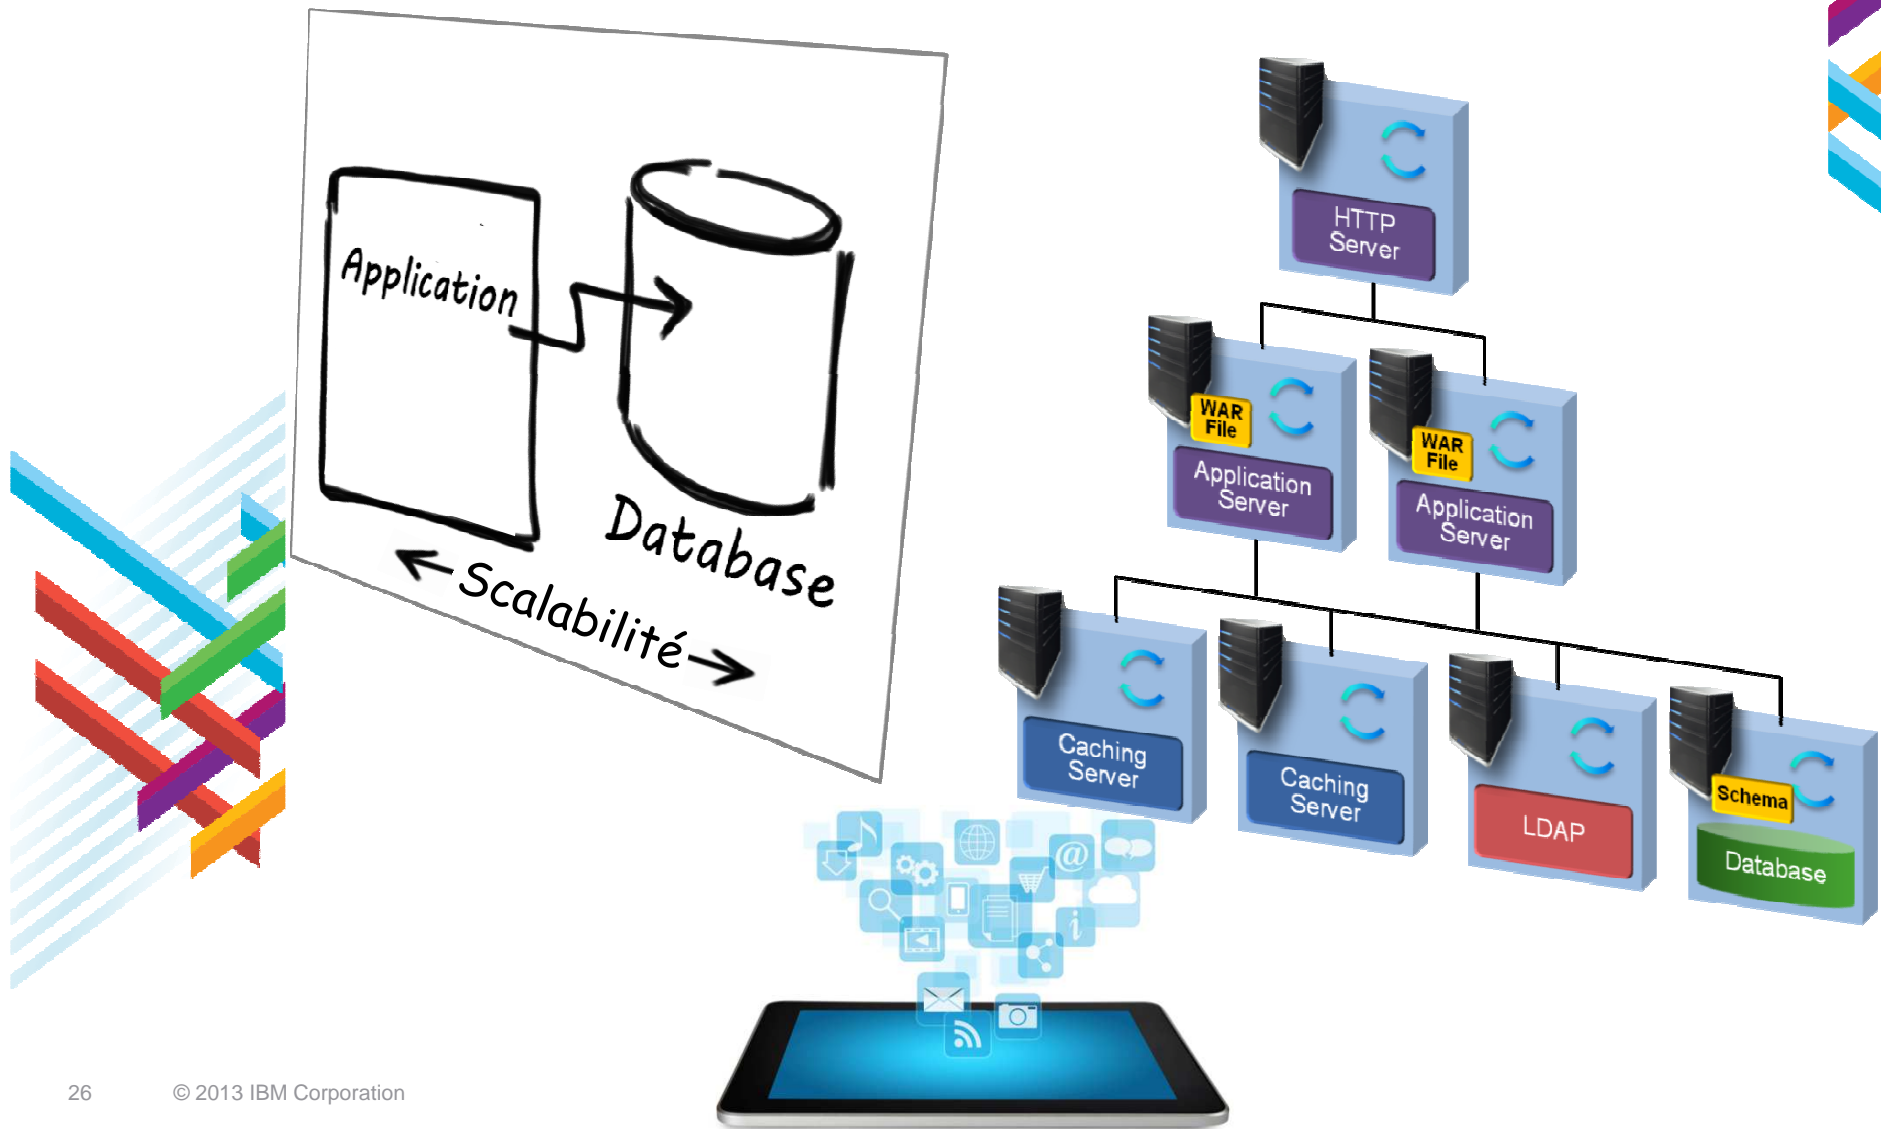 Application
Database
Scalabilité
HTTP
Server
WAR
File
Application
Server
WAR
File
Application
Server
Caching
Server
Caching
Server
LDAP
Schema
Database
@
i
26
© 2013 IBM Corporation